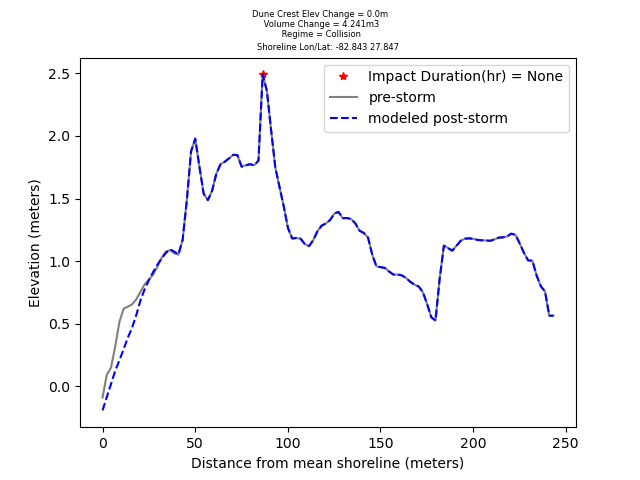 Dune Crest Elev Change = 0.0m
Volume Change = 4.241m3
Regime = Collision
Shoreline Lon/Lat: -82.843 27.847
Impact Duration(hr) = None
pre-storm
modeled post-storm
Elevation (meters)
2.5
2.0
1.5
1.0
0.5
0.0
0 50 100 150 200 250
Distance from mean shoreline (meters)